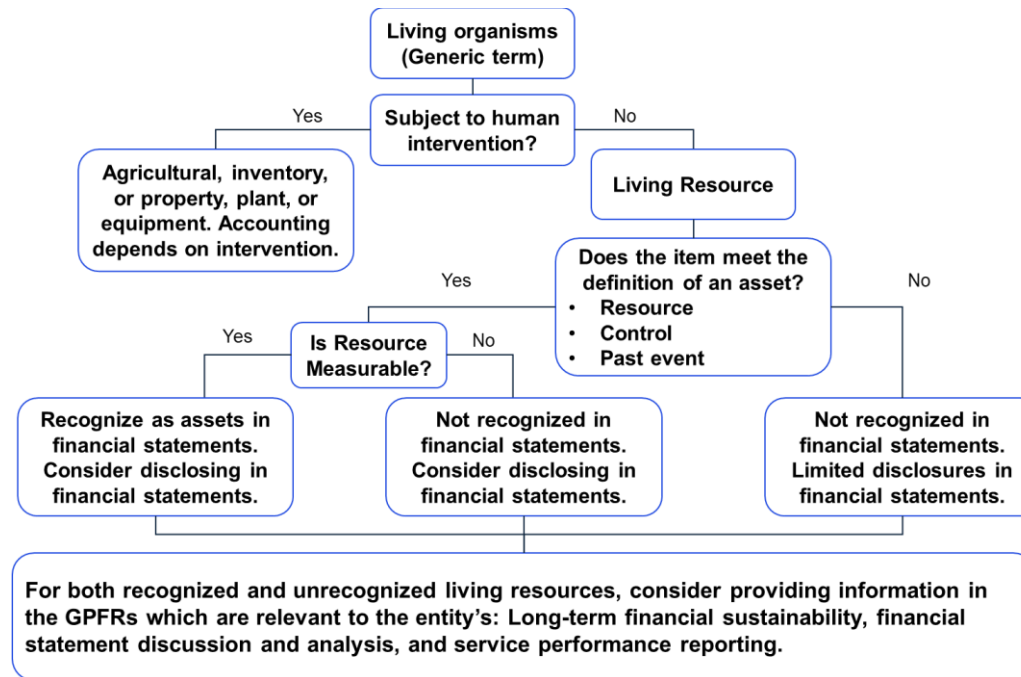 Living organisms
(Generic term)
Yes
Subject to human
intervention?
No
Agricultural, inventory,
or property, plant, or
equipment. Accounting
depends on intervention.
Living Resource
Does the item meet the
definition of an asset?
• Resource
• Control
• Past event
Yes
No
Is Resource
Measurable?
Yes
No
Recognize as assets in
financial statements.
Consider disclosing in
financial statements.
Not recognized in
financial statements.
Consider disclosing in
financial statements.
Not recognized in
financial statements.
Limited disclosures in
financial statements.
For both recognized and unrecognized living resources, consider providing information in
the GPFRs which are relevant to the entity's: Long-term financial sustainability, financial
statement discussion and analysis, and service performance reporting.